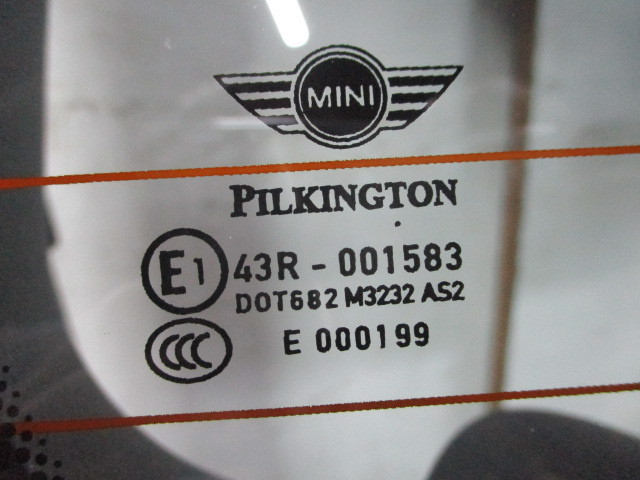 MINI
PILKINGTON
E1 43R - 001583
DOT682 M3232 AS2
CCC E 000199